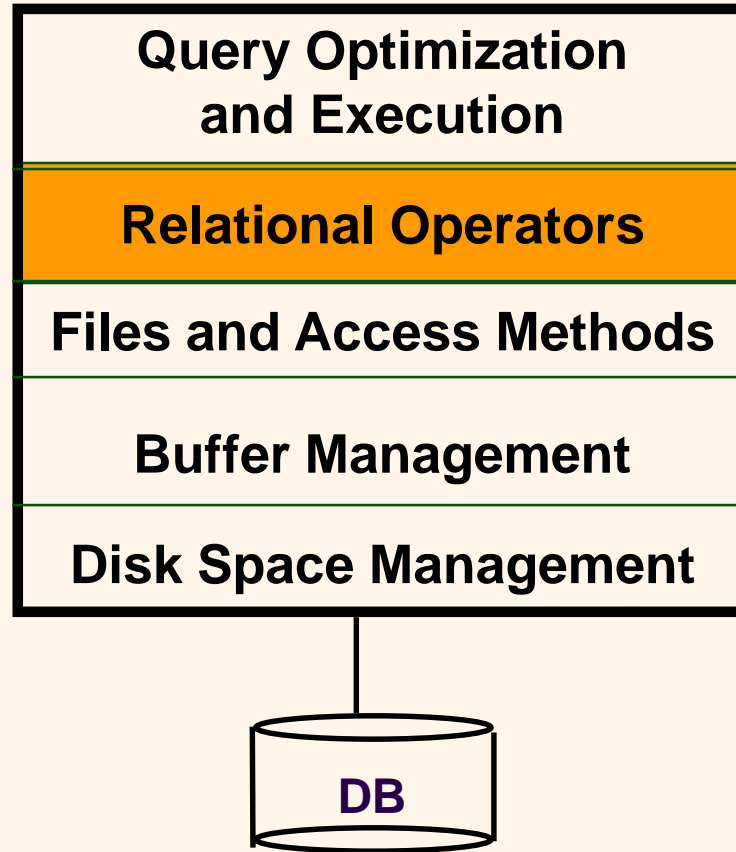 Query Optimization
and Execution
Relational Operators
Files and Access Methods
Buffer Management
Disk Space Management
DB